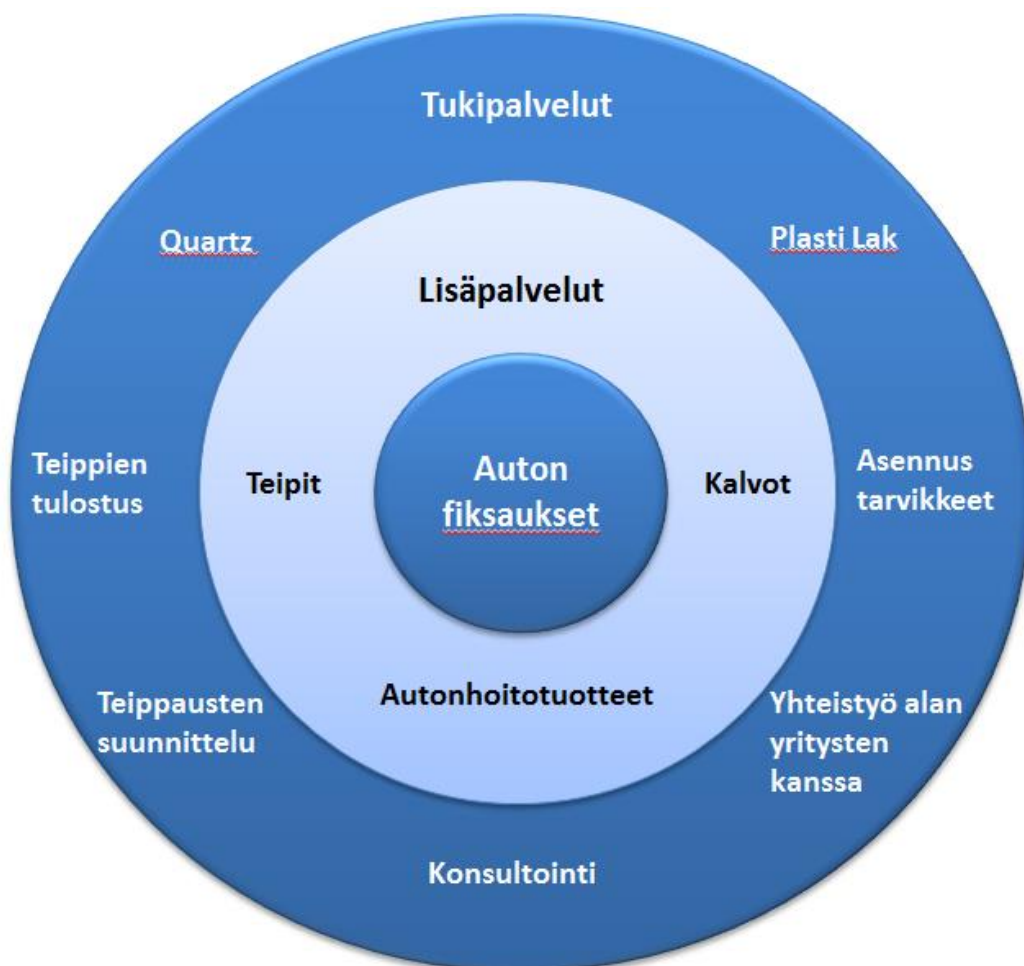 Tukipalvelut
Quartz
Plasti Lak
Lisäpalvelut
Teippien
tulostus
Teipit
Auton
fiksaukset
Kalvot
Asennus
tarvikkeet
Autonhoitotuotteet
Teippausten
suunnittelu
Yhteistyö alan
yritysten
kanssa
Konsultointi